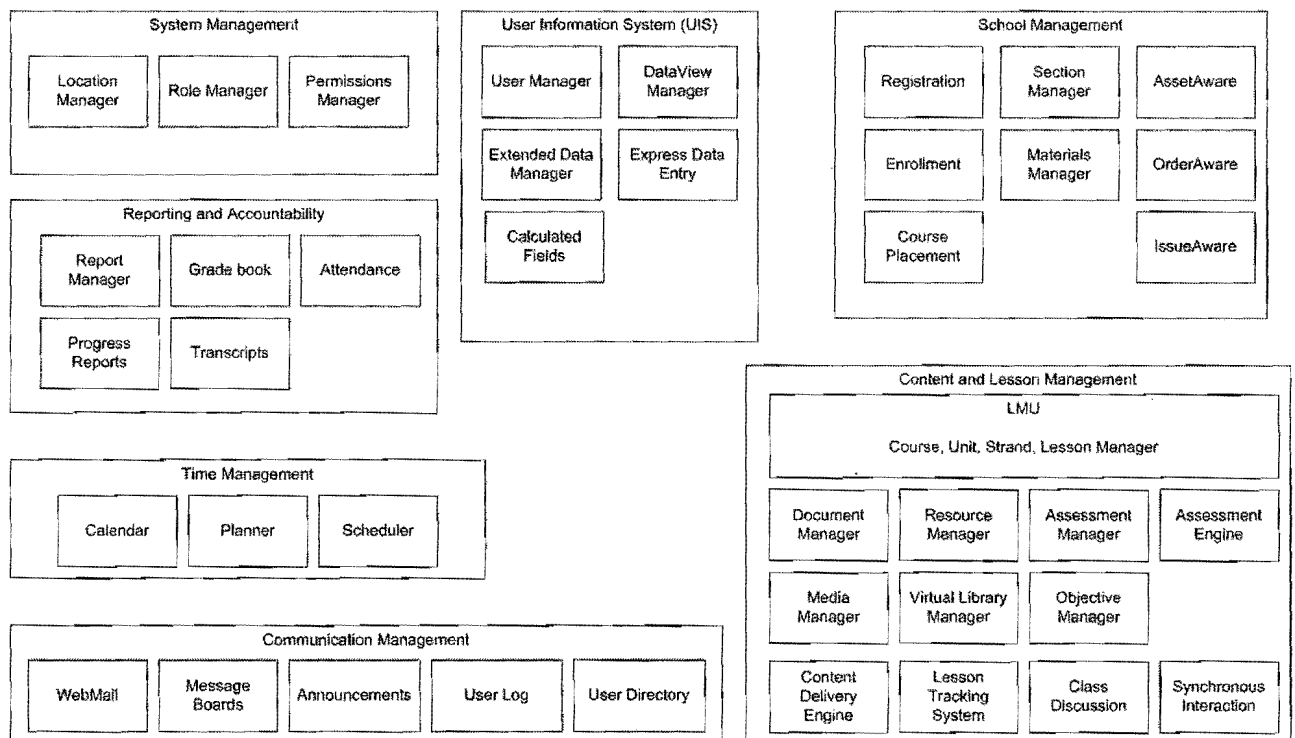 System Management
Location
Manager
Role Manager
Permissions
Manager
User Information System (UIS)
User Manager
DataView
Manager
Extended Data
Manager
Express Data
Entry
Calculated
Fields
School Management
Registration
Section
Manager
AssetAware
Enrollment
Materials
Manager
OrderAware
Course
Placement
IssueAware
Reporting and Accountability
Report
Manager
Grade book
Attendance
Progress
Reports
Transcripts
Content and Lesson Management
LMU
Course, Unit, Strand, Lesson Manager
Document
Manager
Resource
Manager
Assessment
Manager
Assessment
Engine
Media
Manager
Virtual Library
Manager
Objective
Manager
Content
Delivery
Engine
Lesson
Tracking
System
Class
Discussion
Synchronous
Interaction
Time Management
Calendar
Planner
Scheduler
Communication Management
WebMail
Message
Boards
Announcements
User Log
User Directory